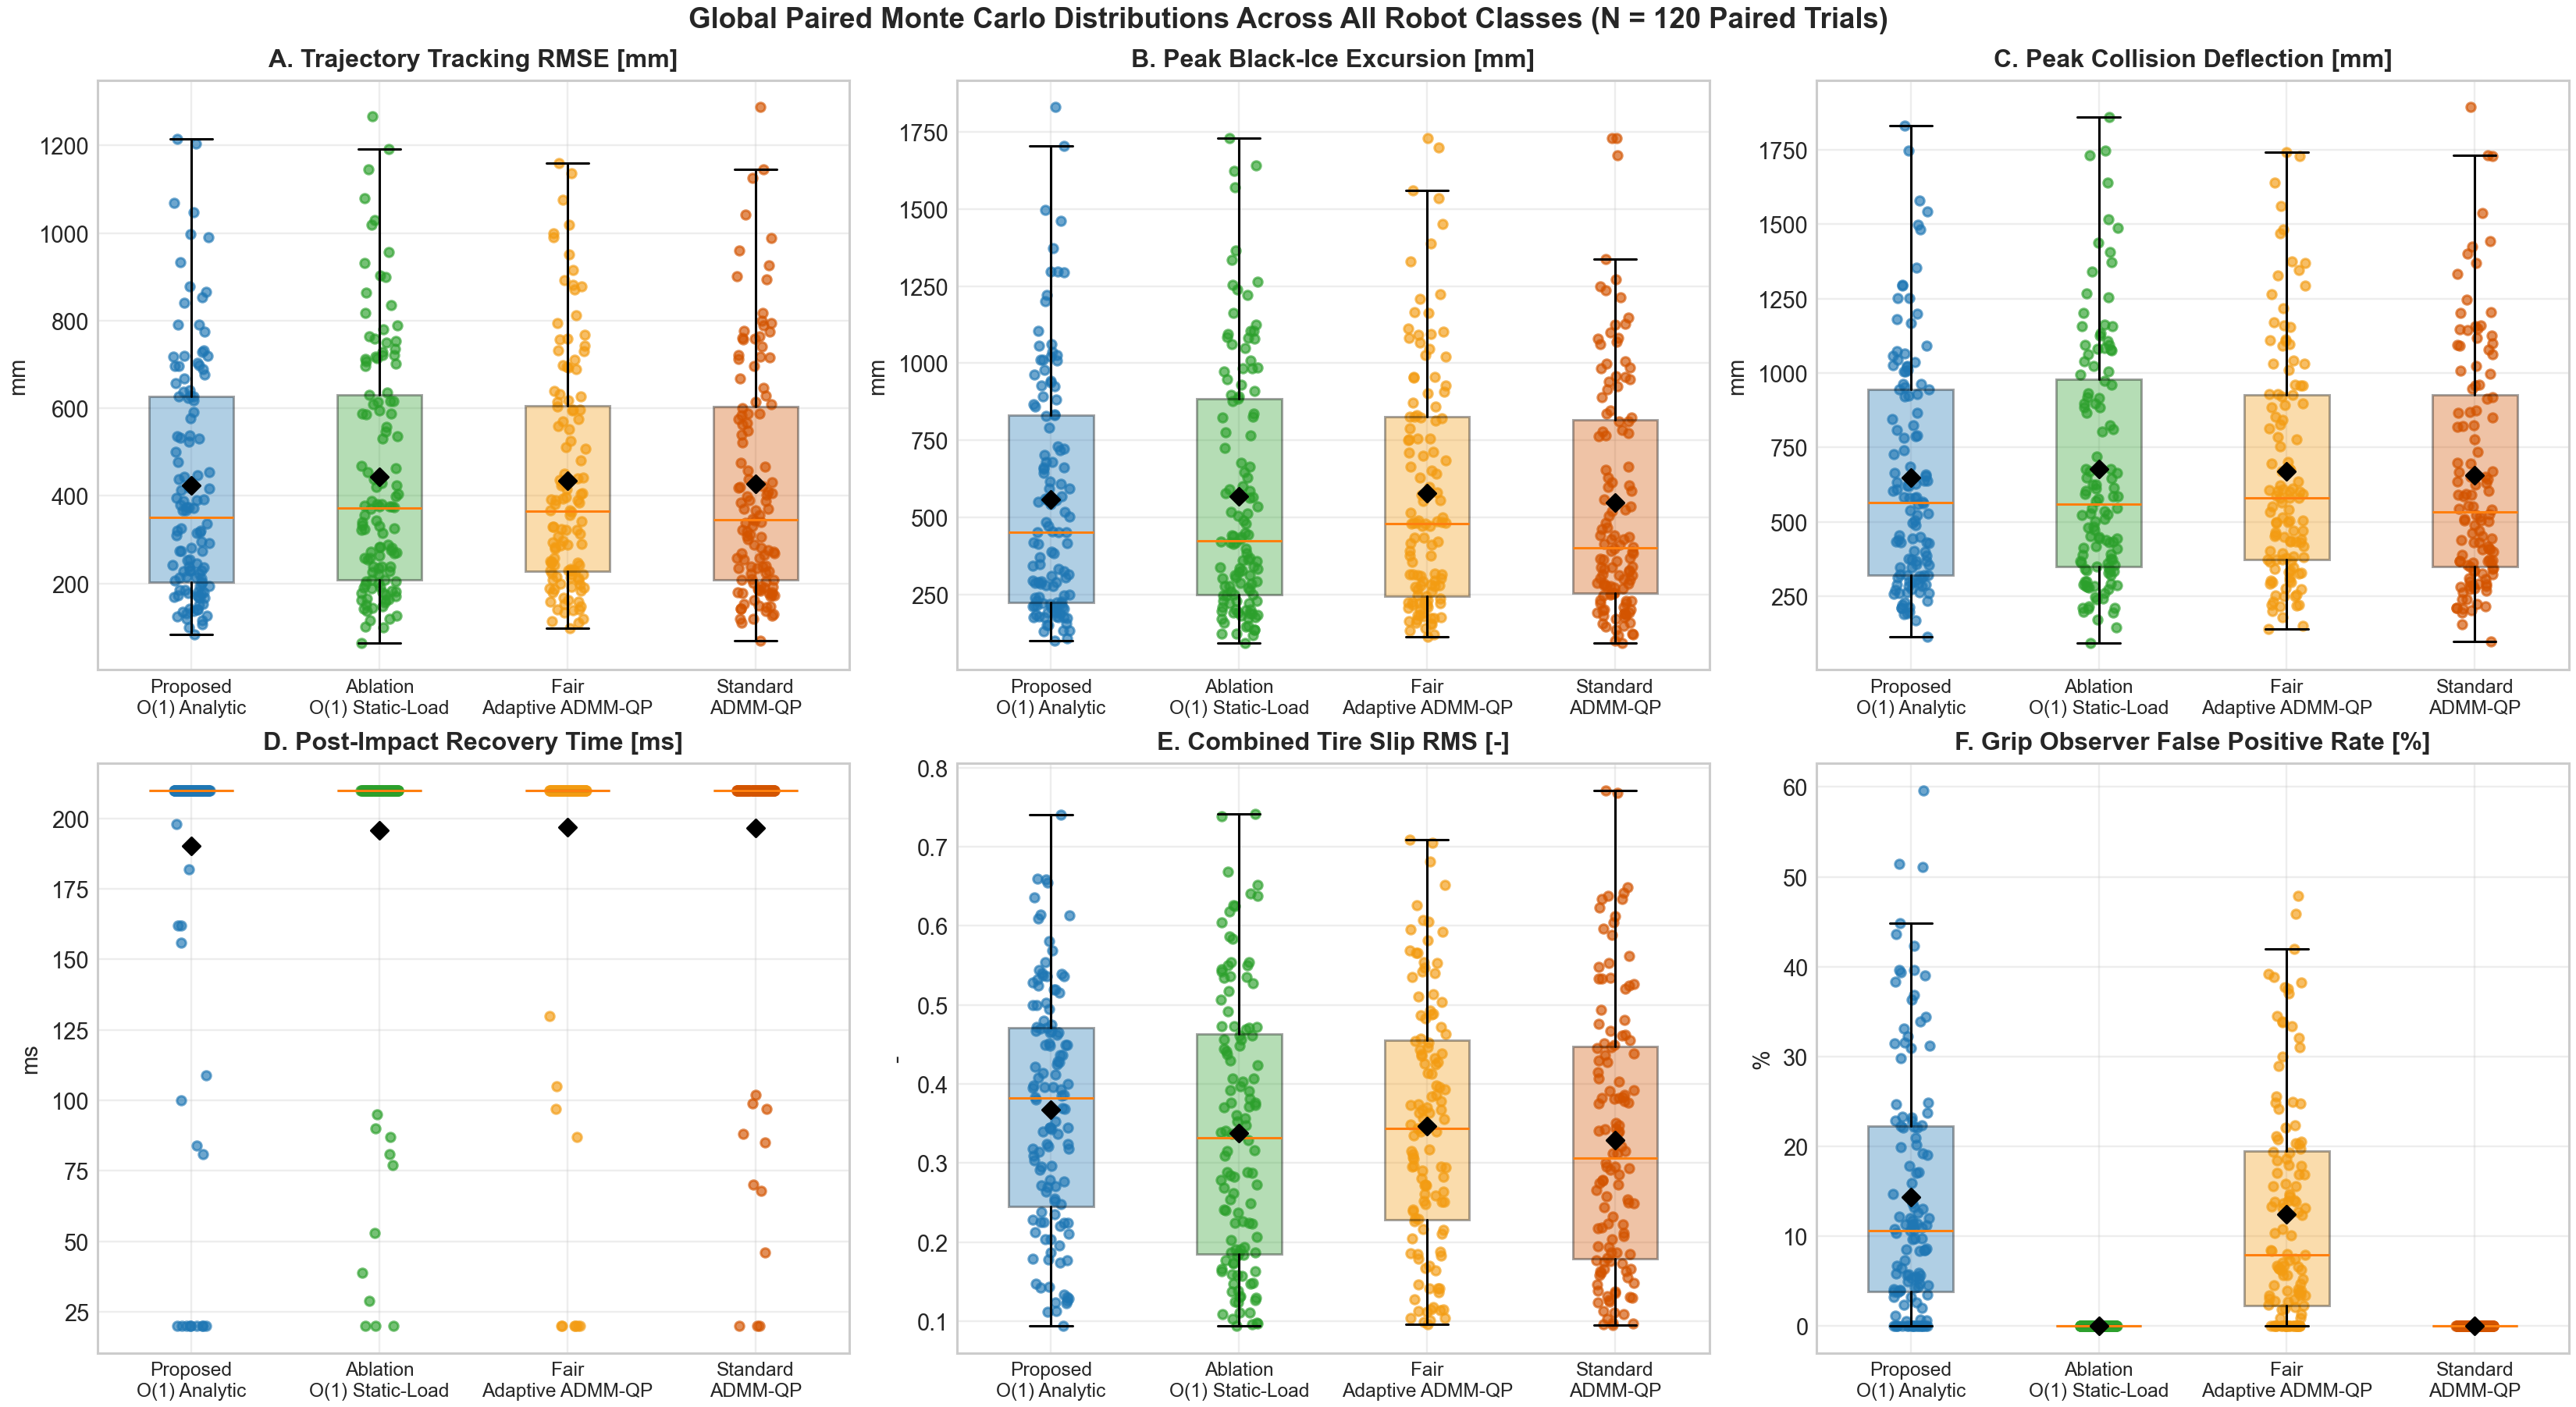 Global Paired Monte Carlo Distributions Across All Robot Classes (N = 120 Paired Trials)
A. Trajectory Tracking RMSE [mm]
mm
1200
1000
800
600
400
200
Proposed
O(1) Analytic
Ablation
O(1) Static-Load
Fair
Adaptive ADMM-QP
Standard
ADMM-QP
B. Peak Black-Ice Excursion [mm]
mm
1750
1500
1250
1000
750
500
250
Proposed
O(1) Analytic
Ablation
O(1) Static-Load
Fair
Adaptive ADMM-QP
Standard
ADMM-QP
C. Peak Collision Deflection [mm]
mm
1750
1500
1250
1000
750
500
250
Proposed
O(1) Analytic
Ablation
O(1) Static-Load
Fair
Adaptive ADMM-QP
Standard
ADMM-QP
D. Post-Impact Recovery Time [ms]
ms
200
175
150
125
100
75
50
25
Proposed
O(1) Analytic
Ablation
O(1) Static-Load
Fair
Adaptive ADMM-QP
Standard
ADMM-QP
E. Combined Tire Slip RMS [-]
-
0.8
0.7
0.6
0.5
0.4
0.3
0.2
0.1
Proposed
O(1) Analytic
Ablation
O(1) Static-Load
Fair
Adaptive ADMM-QP
Standard
ADMM-QP
F. Grip Observer False Positive Rate [%]
%
60
50
40
30
20
10
0
Proposed
O(1) Analytic
Ablation
O(1) Static-Load
Fair
Adaptive ADMM-QP
Standard
ADMM-QP